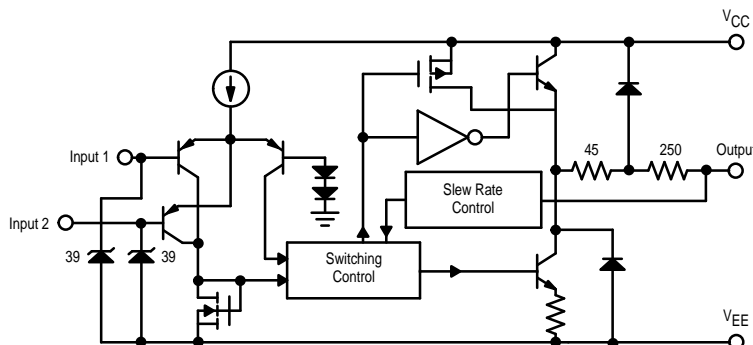 VCC
Input 1
45
250
Output
Slew Rate
Control
Input 2
39
39
Switching
Control
VEE